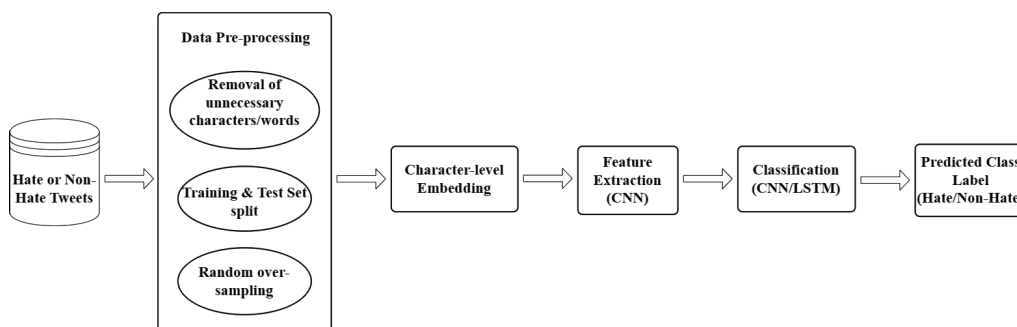 Data Pre-processing
Removal of
unnecessary
characters/words
Training & Test Set
split
Random over-
sampling
Hate or Non-
Hate Tweets
Character-level
Embedding
Feature
Extraction
(CNN)
Classification
(CNN/LSTM)
Predicted Class
Label
(Hate/Non-Hate